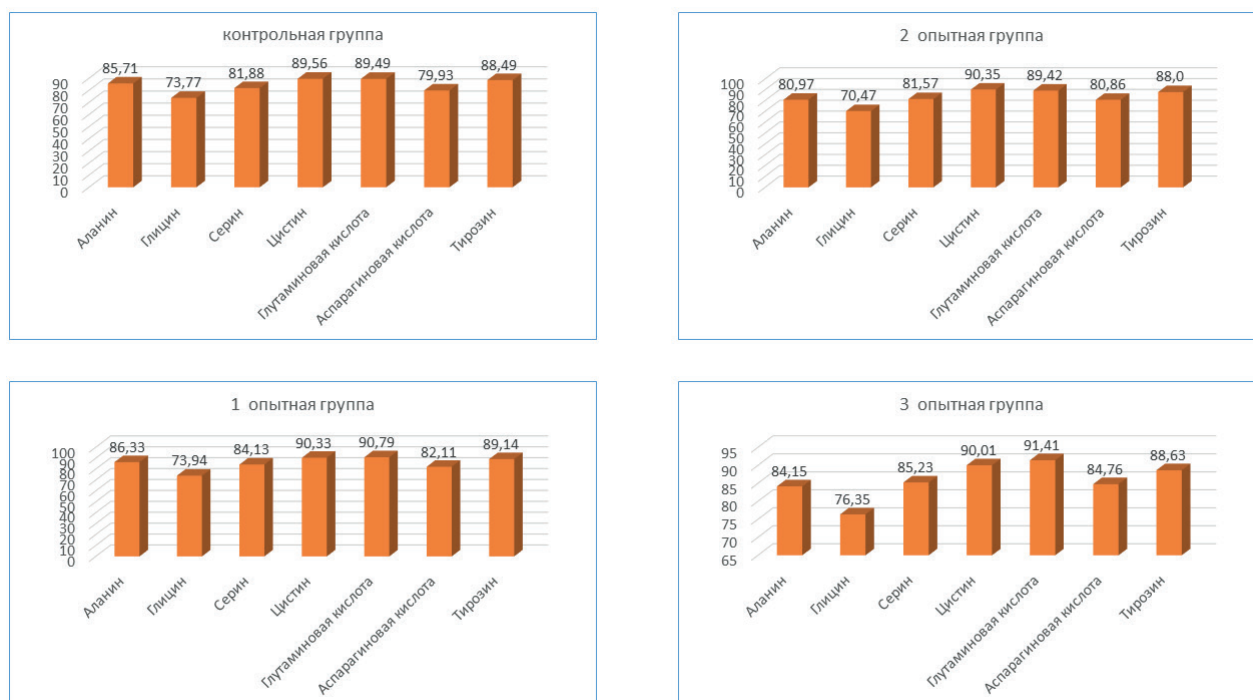 контрольная группа
85,71 73,77 81,88 89,56 89,49 79,93 88,49
90
80
70
60
50
40
30
20
10
0
Аланин
Глицин
Серин
Цистин
Глутаминовая кислота
Аспарагиновая кислота
Тирозин
2 опытная группа
80,97 70,47 81,57 90,35 89,42 80,86 88,0
100
90
80
70
60
50
40
30
20
10
0
Аланин
Глицин
Серин
Цистин
Глутаминовая кислота
Аспарагиновая кислота
Тирозин
1 опытная группа
86,33 73,94 84,13 90,33 90,79 82,11 89,14
100
90
80
70
60
50
40
30
20
10
0
Аланин
Глицин
Серин
Цистин
Глутаминовая кислота
Аспарагиновая кислота
Тирозин
3 опытная группа
84,15 76,35 85,23 90,01 91,41 84,76 88,63
95
90
85
80
75
70
65
Аланин
Глицин
Серин
Цистин
Глутаминовая кислота
Аспарагиновая кислота
Тирозин